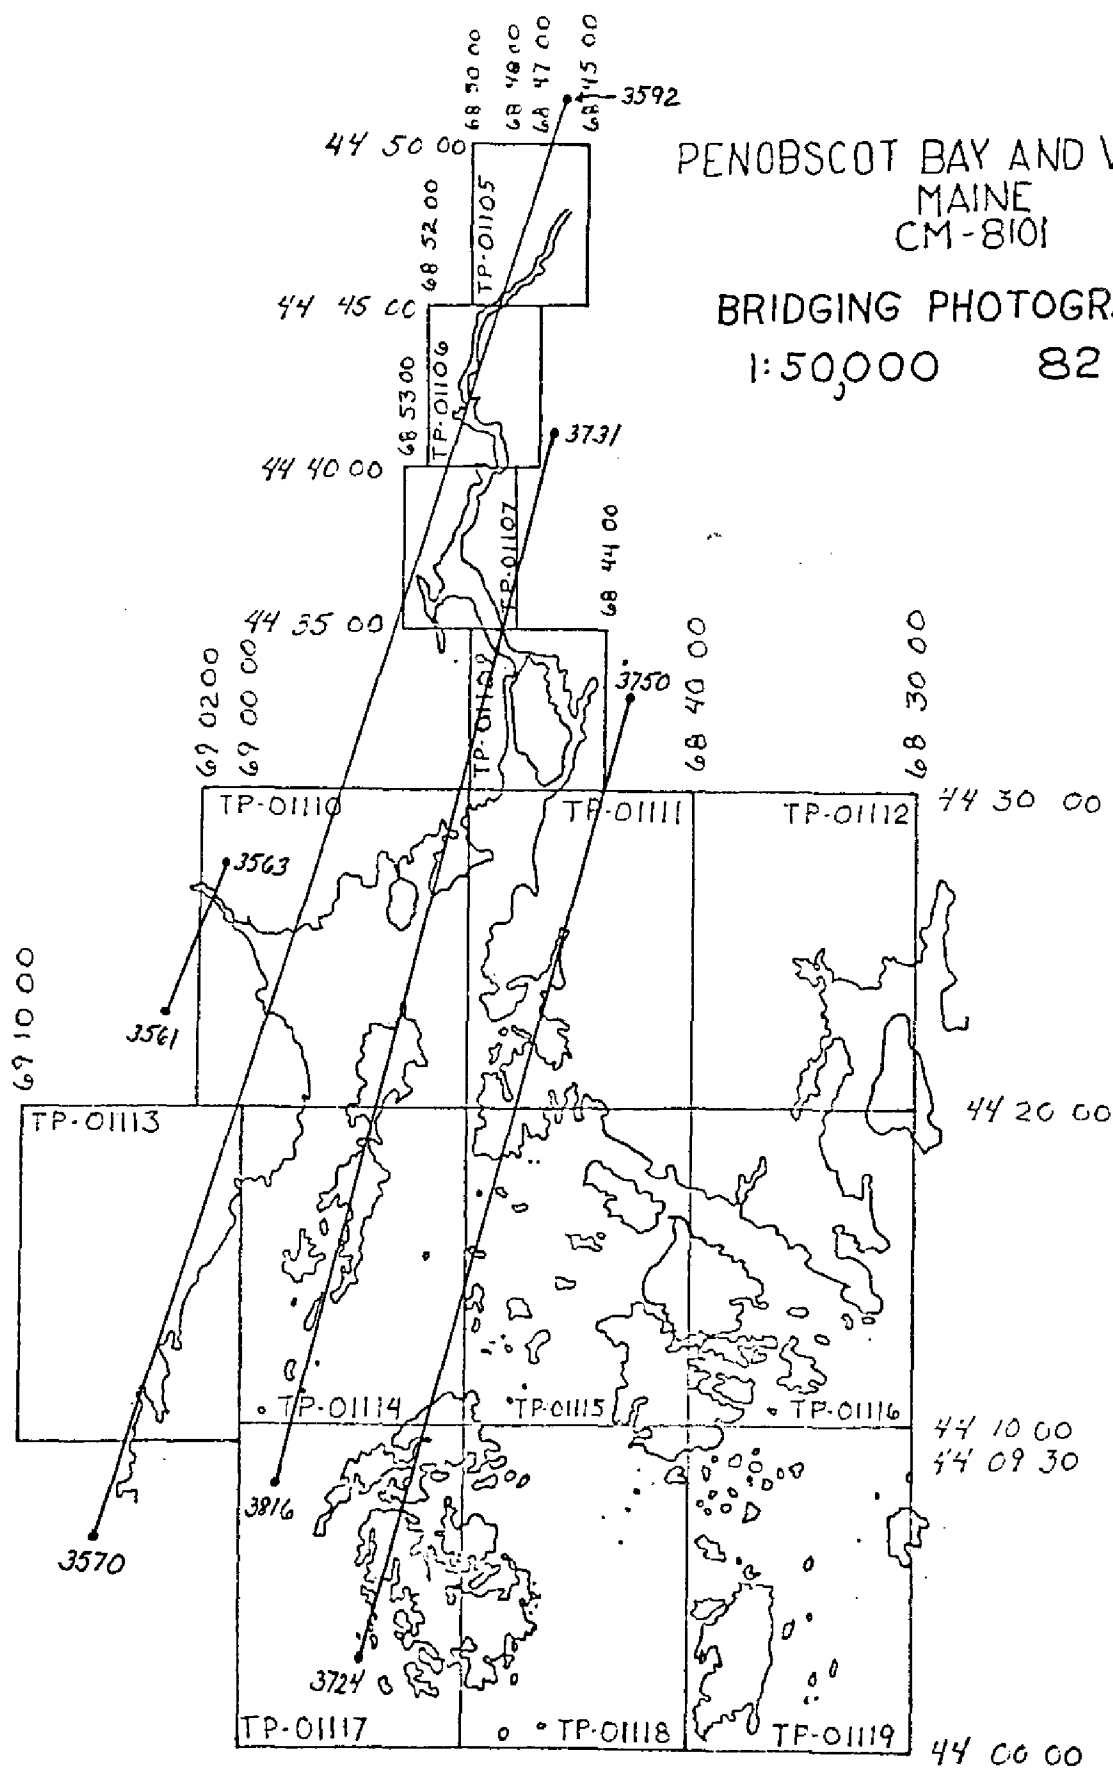 68 50 00
68 48 00
68 47 00
68 45 00
3592
44 50 00
PENOBSCOT BAY AND
MAINE
CM-8101
TP-01105
68 52 00
44 45 00
BRIDGING PHOTOGR
1:50,000 82
TP-01106
68 53 00
3731
44 40 00
TP-01107
68 44 00
44 35 00
69 02 00
69 00 00
3750
68 40 00
68 30 00
TP-01110
TP-01111
TP-01112
44 30 00
3563
69 10 00
3561
TP-01113
44 20 00
TP-01114
TP-01115
TP-01116
44 10 00
44 09 30
3816
3570
3724
TP-01117
TP-01118
TP-01119
44 00 00